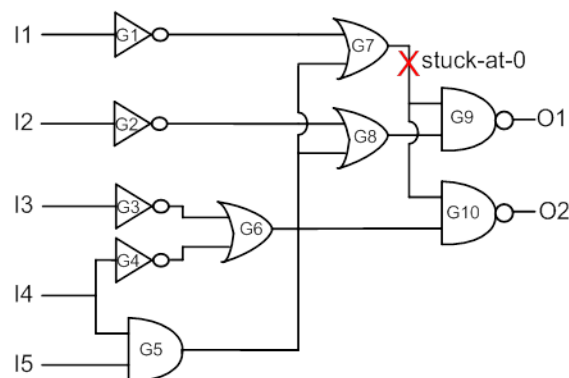 I1 G1 G7
stuck-at-0
I2 G2 G8 G9 O1
I3 G3 G6 G10 O2
G4
I4
G5
I5